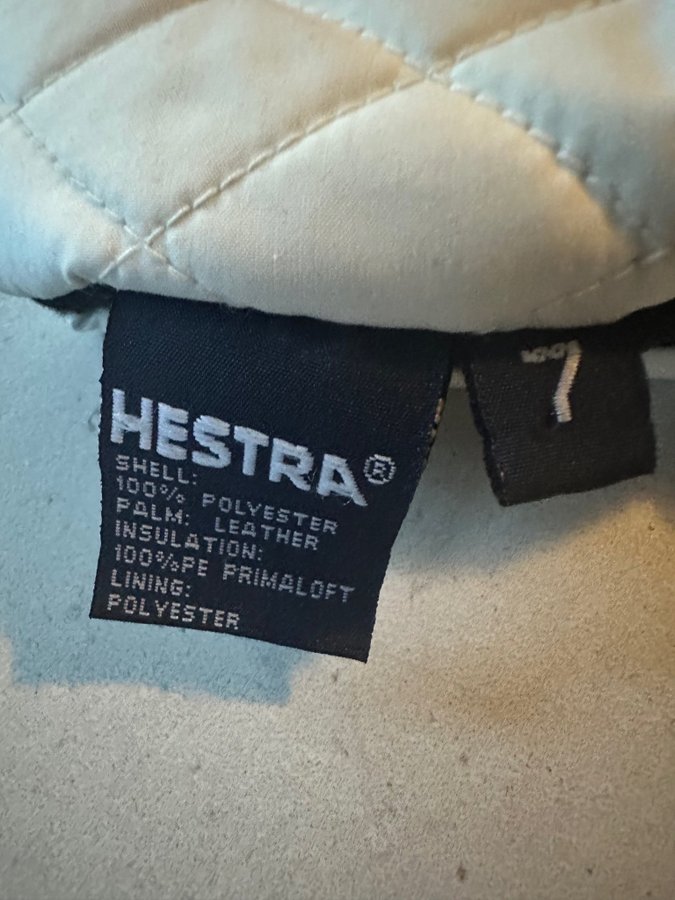 HESTRA®
SHELL:
100% POLYESTER
PALM: LEATHER
INSULATION:
100%PE PRIMALOFT
LINING:
POLYESTER
7